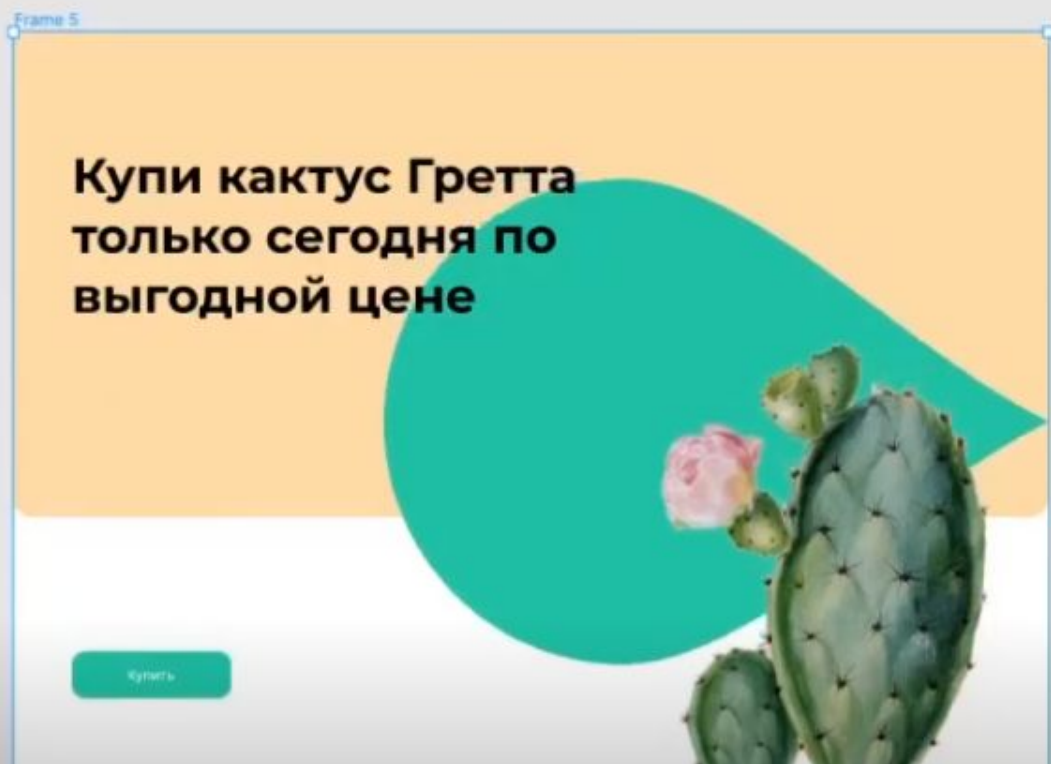 Frame 5
Купи кактус Гретта
только сегодня по
выгодной цене
Купить